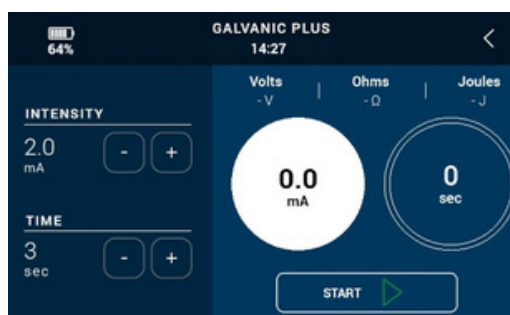 GALVANIC PLUS
64%
14:27
Volts | Ohms | Joules
- V - Ω - J
INTENSITY
2.0
mA
- +
0.0
mA
0
sec
TIME
3
sec
- +
START